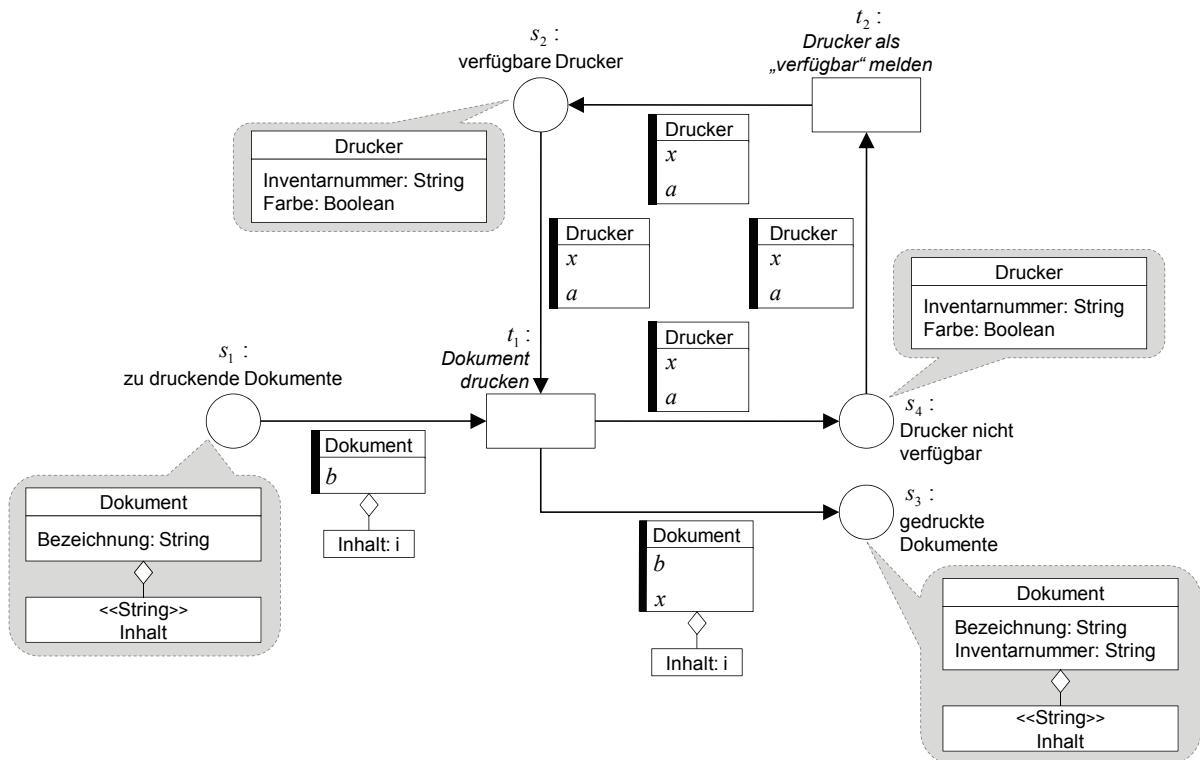 t₂ :
Drucker als
„verfügbar“ melden
s₂ :
verfügbare Drucker
Drucker
Inventarnummer: String
Farbe: Boolean
Drucker
x
a
Drucker
x
a
Drucker
x
a
Drucker
Inventarnummer: String
Farbe: Boolean
t₁ :
Dokument
drucken
Drucker
x
a
s₁ :
zu druckende Dokumente
Dokument
b
Inhalt: i
s₄ :
Drucker nicht
verfügbar
Dokument
Bezeichnung: String
<<String>>
Inhalt
s₃ :
gedruckte
Dokumente
Dokument
b
x
Inhalt: i
Dokument
Bezeichnung: String
Inventarnummer: String
<<String>>
Inhalt